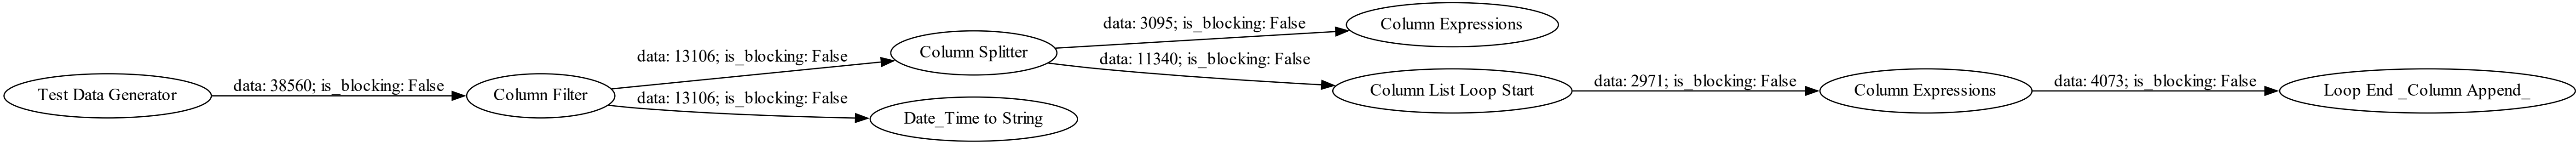 Test Data Generator
data: 38560; is_blocking: False
Column Filter
data: 13106; is_blocking: False
data: 13106; is_blocking: False
Column Splitter
Date_Time to String
data: 3095; is_blocking: False
data: 11340; is_blocking: False
Column Expressions
Column List Loop Start
data: 2971; is_blocking: False
Column Expressions
data: 4073; is_blocking: False
Loop End _Column Append_